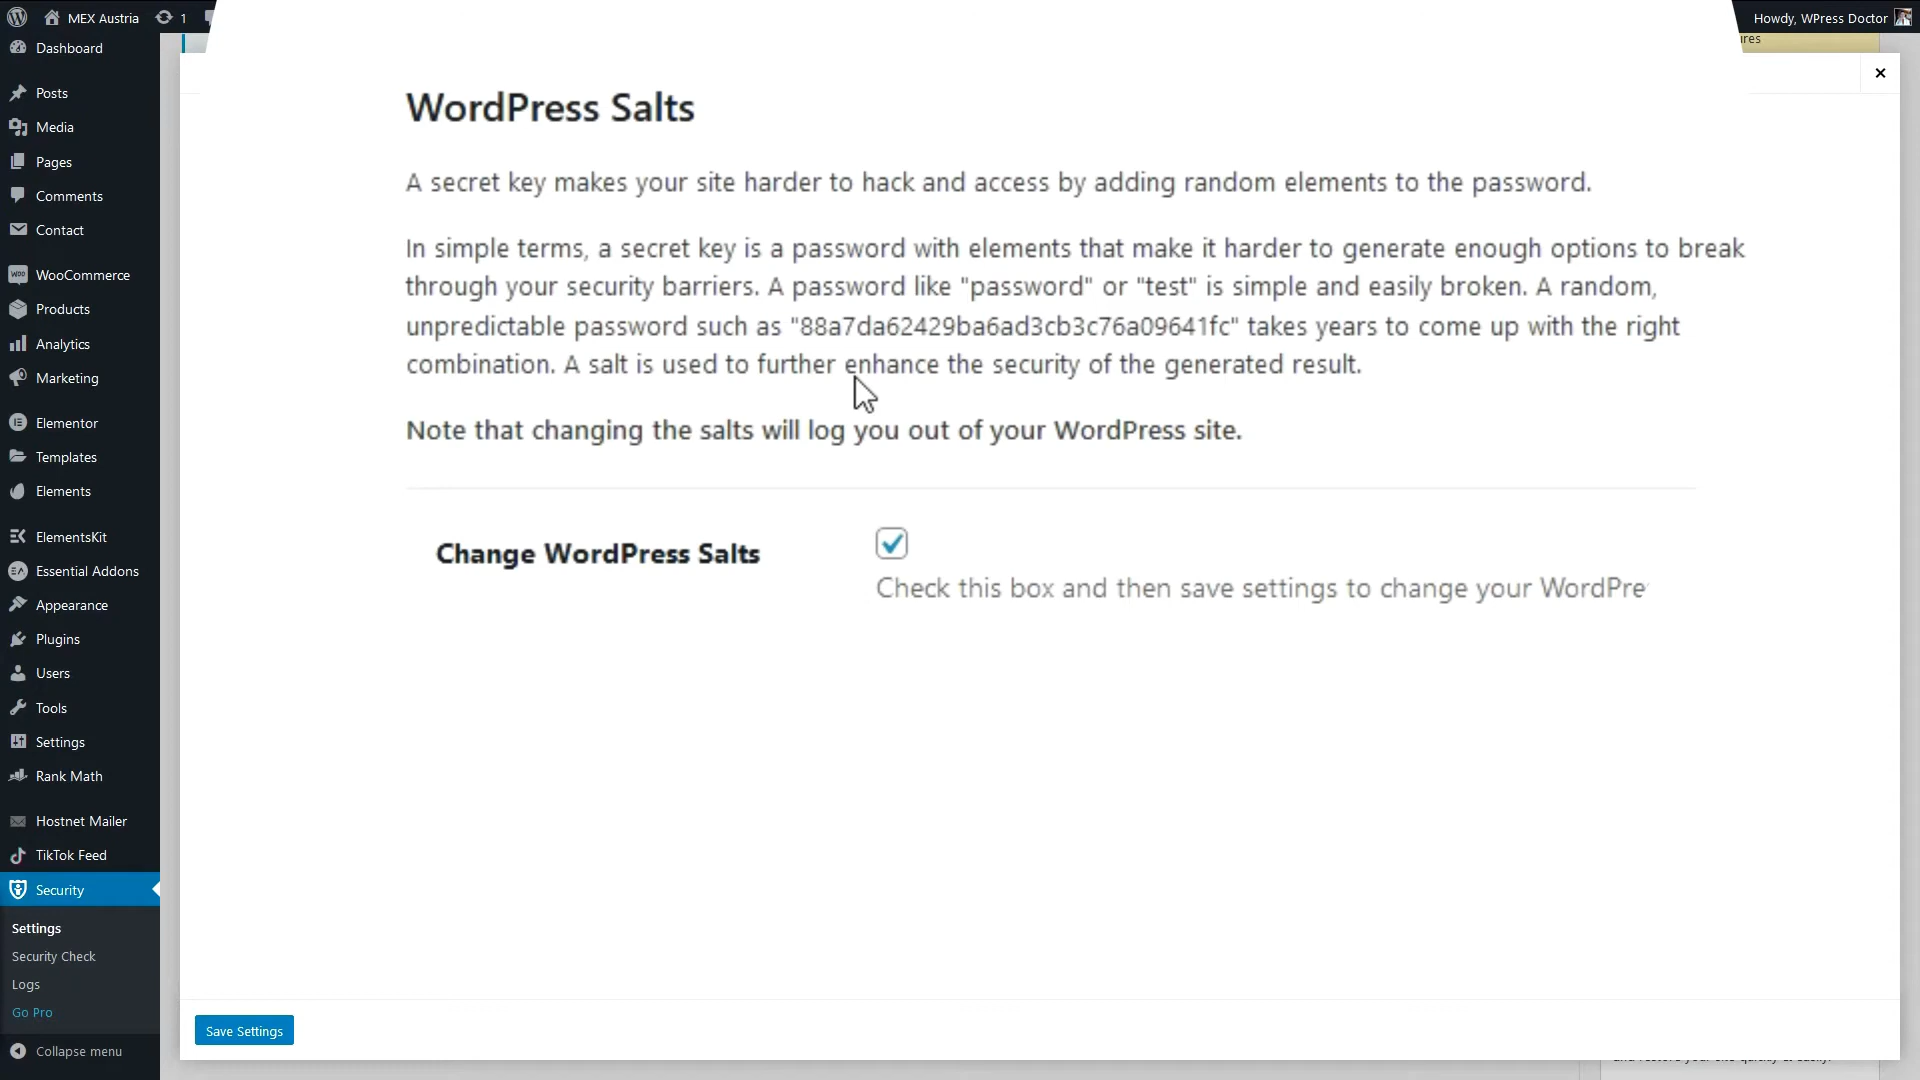 MEX Austria
1
Howdy, WPress Doctor
Dashboard
Posts
Media
Pages
Comments
Contact
WooCommerce
Products
Analytics
Marketing
Elementor
Templates
Elements
ElementsKit
Essential Addons
Appearance
Plugins
Users
Tools
Settings
Rank Math
Hostnet Mailer
TikTok Feed
Security
Settings
Security Check
Logs
Go Pro
Collapse menu
WordPress Salts
A secret key makes your site harder to hack and access by adding random elements to the password.
In simple terms, a secret key is a password with elements that make it harder to generate enough options to break
through your security barriers. A password like "password" or "test" is simple and easily broken. A random,
unpredictable password such as "88a7da62429ba6ad3cb3c76a09641fc" takes years to come up with the right
combination. A salt is used to further enhance the security of the generated result.
Note that changing the salts will log you out of your WordPress site.
Change WordPress Salts
Check this box and then save settings to change your WordPre
Save Settings